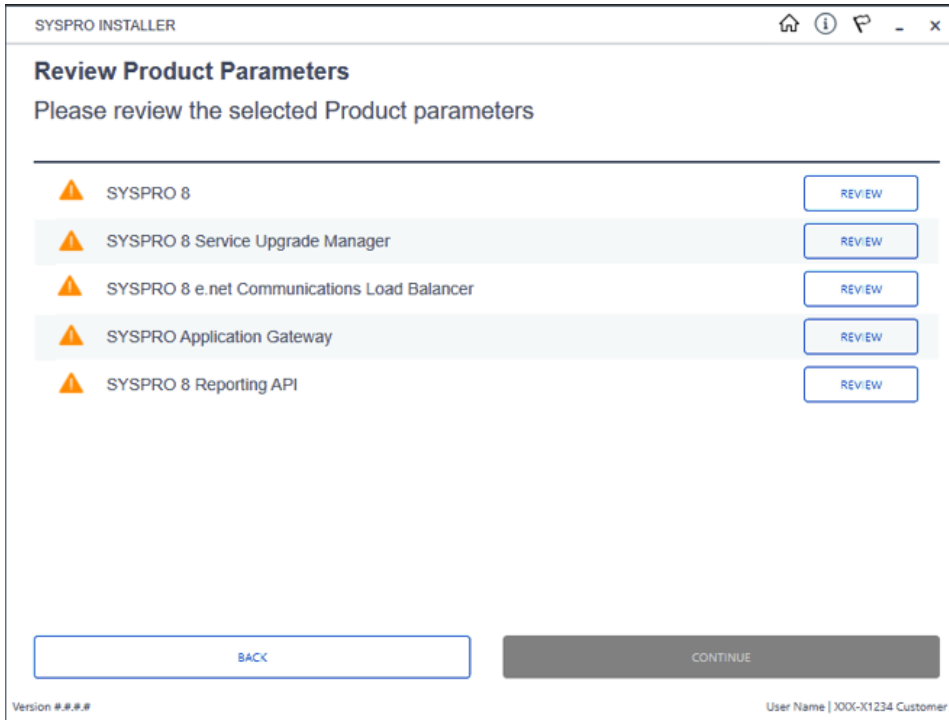 SYSPRO INSTALLER
Review Product Parameters
Please review the selected Product parameters
SYSPRO 8
REVIEW
SYSPRO 8 Service Upgrade Manager
REVIEW
SYSPRO 8 e.net Communications Load Balancer
REVIEW
SYSPRO Application Gateway
REVIEW
SYSPRO 8 Reporting API
REVIEW
BACK
CONTINUE
Version #.#.#.#
User Name | XXX-X1234 Customer